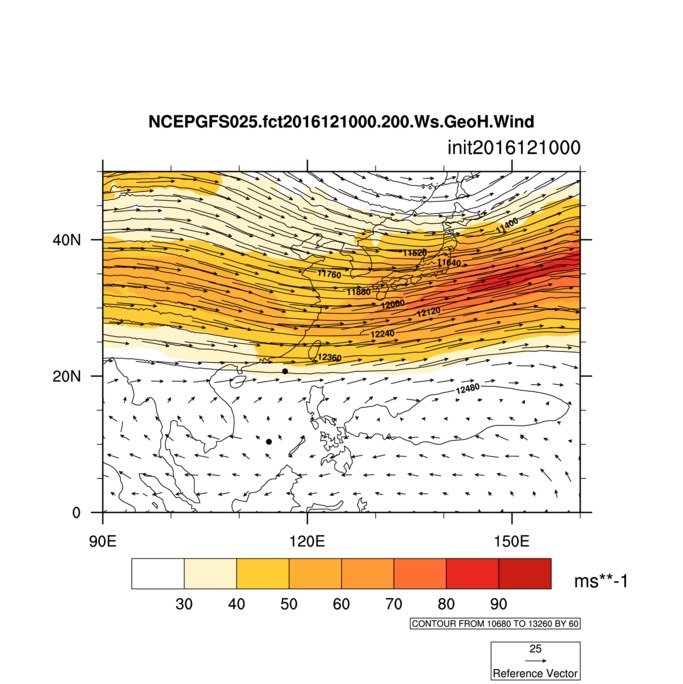 NCEPGFS025.fct2016121000.200.Ws.GeoH.Wind
init2016121000
40N
20N
0
90E 120E 150E
11400
11520
11640
11760
11880
12000
12120
12240
12360
12480
30 40 50 60 70 80 90
ms**-1
CONTOUR FROM 10680 TO 13260 BY 60
25
Reference Vector